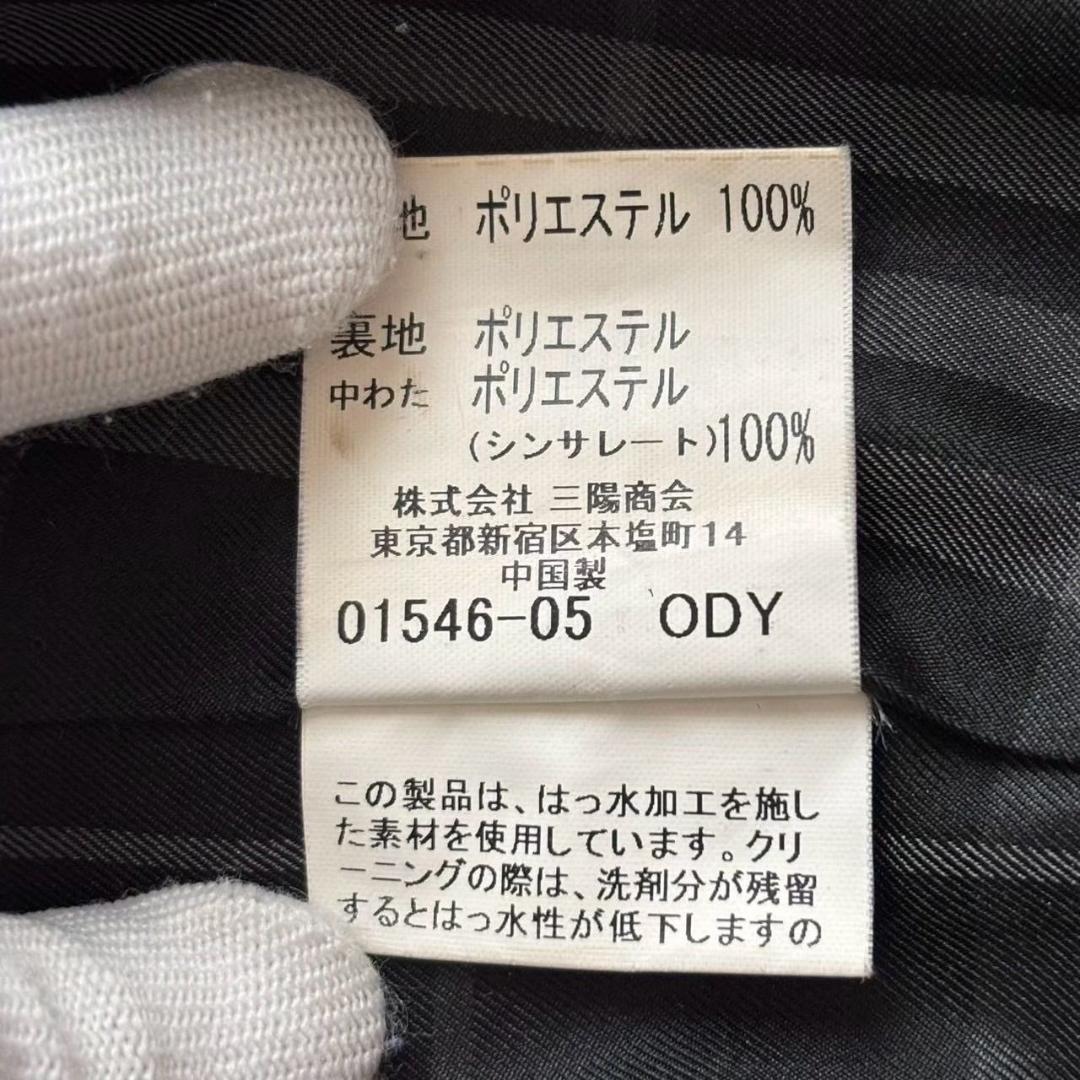 地 ポリエステル 100%
裏地 ポリエステル
中わた ポリエステル
(シンサレート)100%
株式会社 三陽商会
東京都新宿区本塩町14
中国製
01546-05 ODY
この製品は、はっ水加工を施し
た素材を使用しています。クリ
ーニングの際は、洗剤分が残留
するとはっ水性が低下しますの